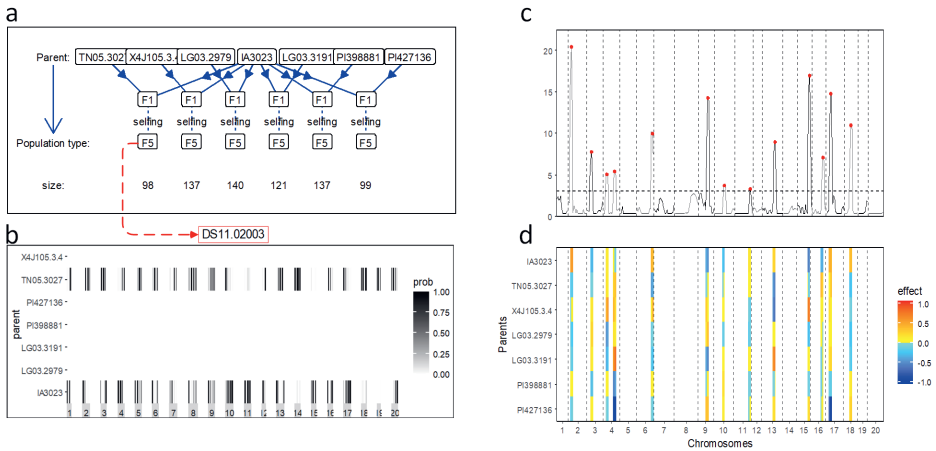 a
Parent: TN05.302 X4J105.3.4 LG03.2979 IA3023 LG03.3191 PI398881 PI427136
F1 F1 F1 F1 F1 F1
selfing selfing selfing selfing selfing selfing
Population type: F5 F5 F5 F5 F5 F5
size: 98 137 140 121 137 99
DS11.02003
b
X4J105.3.4
TN05.3027
PI427136
PI398881
LG03.3191
LG03.2979
IA3023
parent
1 2 3 4 5 6 7 8 9 10 11 12 13 14 15 16 17 18 19 20
prob
1.00
0.75
0.50
0.25
0.00
c
20
15
10
5
0
d
IA3023
TN05.3027
X4J105.3.4
LG03.2979
LG03.3191
PI398881
PI427136
Parents
1 2 3 4 5 6 7 8 9 10 11 12 13 14 15 16 17 18 19 20
Chromosomes
effect
1.0
0.5
0.0
-0.5
-1.0